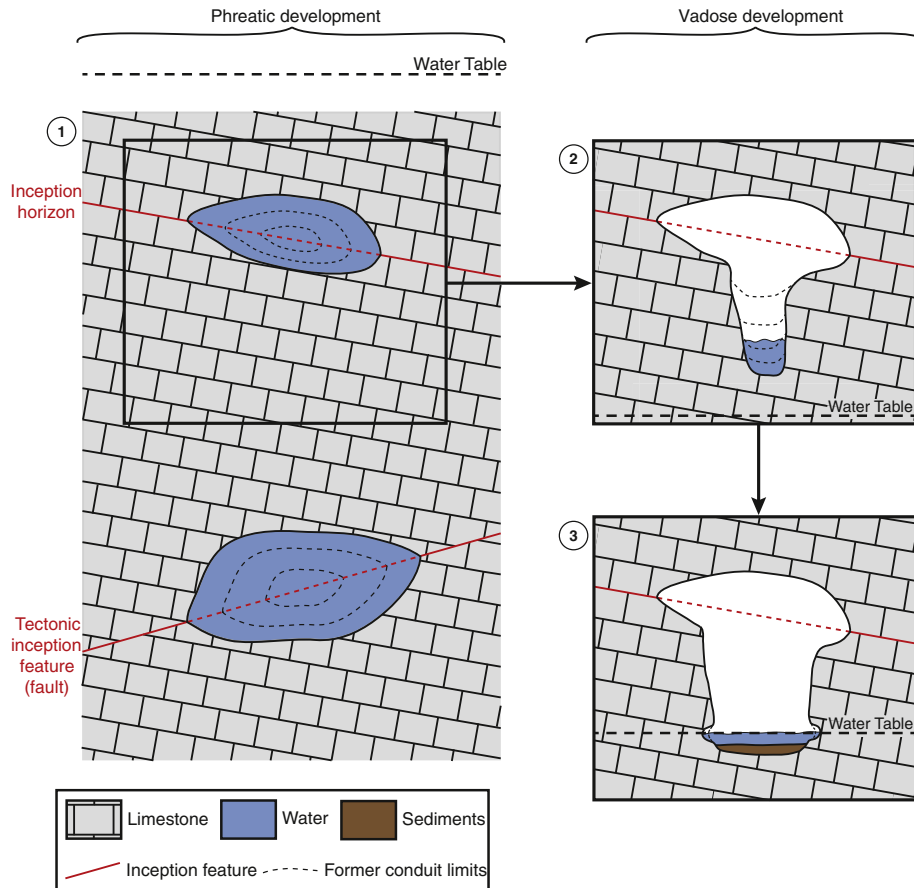 Phreatic development
Vadose development
Water Table
1
2
Inception
horizon
Water Table
3
Tectonic
inception
feature
(fault)
Water Table
Limestone
Water
Sediments
Inception feature
Former conduit limits